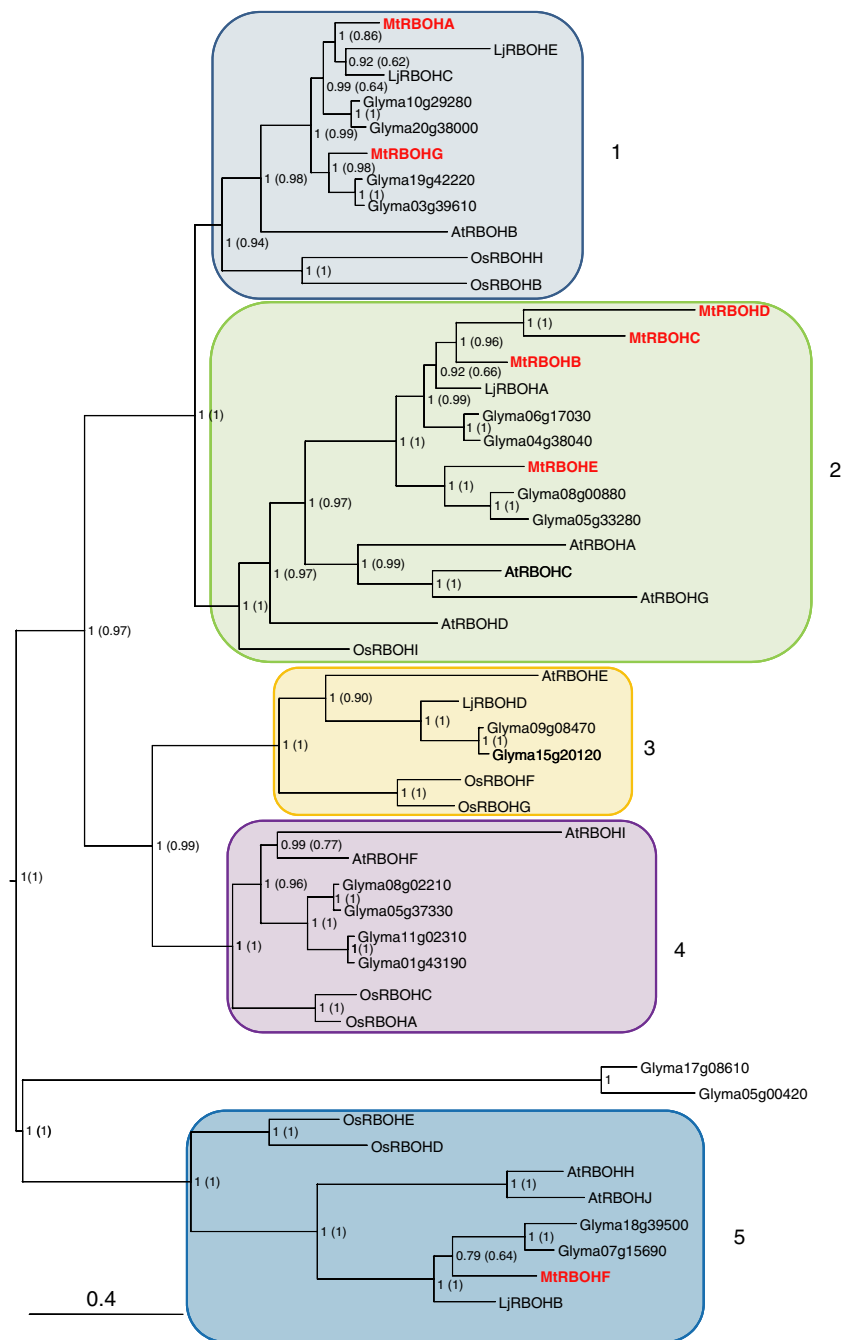 MtRBOHA
1 (0.86)
LjRBOHE
0.92 (0.62)
LjRBOHC
0.99 (0.64)
Glyma10g29280
1 (1)
Glyma20g38000
1 (0.99)
MtRBOHG
1 (0.98)
1 (0.98)
Glyma19g42220
1 (1)
Glyma03g39610
AtRBOHB
1 (0.94)
OsRBOHH
1 (1)
OsRBOHB
1
MtRBOHD
1 (1)
MtRBOHC
1 (0.96)
MtRBOHB
0.92 (0.66)
LjRBOHA
1 (0.99)
Glyma06g17030
1 (1)
Glyma04g38040
1 (1)
1 (1)
MtRBOHE
1 (1)
Glyma08g00880
1 (1)
Glyma05g33280
1 (0.97)
AtRBOHA
1 (0.99)
AtRBOHC
1 (0.97)
1 (1)
AtRBOHG
1 (1)
AtRBOHD
OsRBOHI
2
1 (0.97)
AtRBOHE
1 (0.90)
LjRBOHD
1 (1)
Glyma09g08470
1 (1)
Glyma15g20120
1 (1)
OsRBOHF
1 (1)
OsRBOHG
3
1 (0.99)
AtRBOHI
0.99 (0.77)
AtRBOHF
1 (0.96)
Glyma08g02210
1 (1)
Glyma05g37330
1 (1)
Glyma11g02310
1 (1)
1(1)
Glyma01g43190
OsRBOHC
1 (1)
OsRBOHA
4
1(1)
Glyma17g08610
1
Glyma05g00420
1 (1)
OsRBOHE
1 (1)
OsRBOHD
1 (1)
AtRBOHH
1 (1)
AtRBOHJ
1 (1)
Glyma18g39500
1 (1)
Glyma07g15690
0.79 (0.64)
MtRBOHF
1 (1)
LjRBOHB
5
0.4